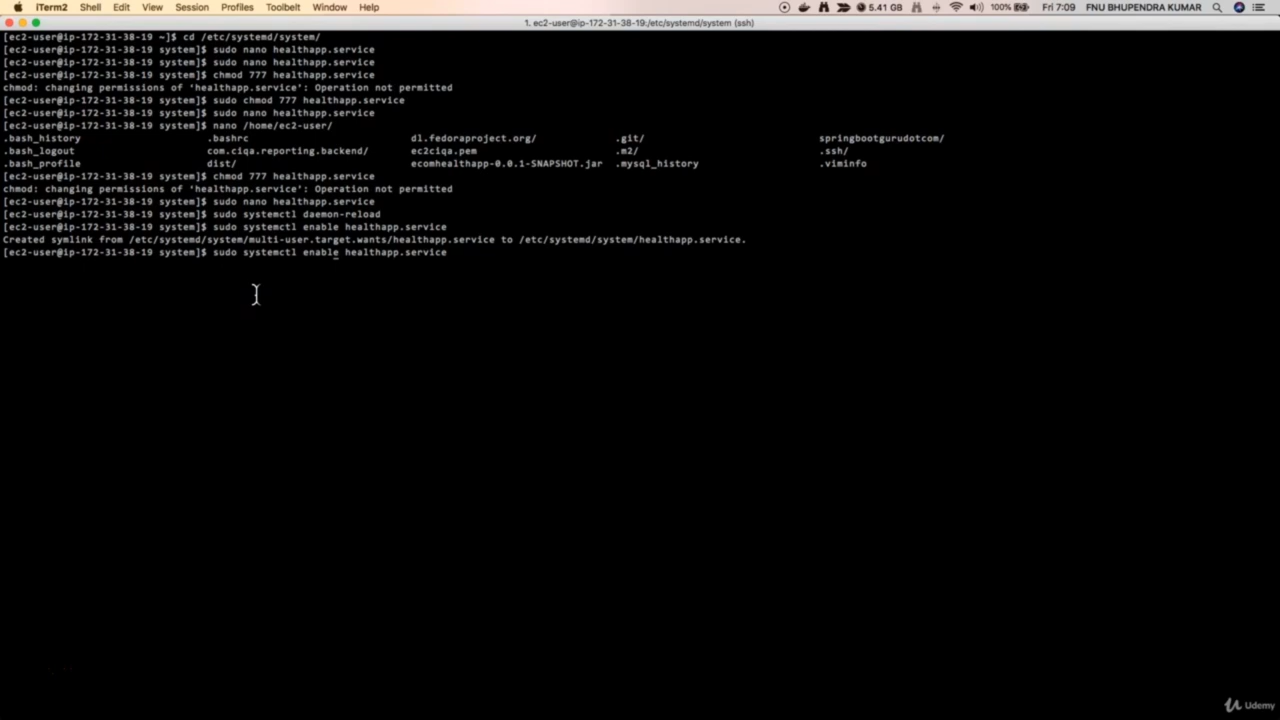 iTerm2 Shell Edit View Session Profiles Toolbelt Window Help 5.41 GB 100% Fri 7:09 FNU BHUPENDRA KUMAR
1. ec2-user@ip-172-31-38-19:/etc/systemd/system (ssh)
[ec2-user@ip-172-31-38-19 ~]$ cd /etc/systemd/system/
[ec2-user@ip-172-31-38-19 system]$ sudo nano healthapp.service
[ec2-user@ip-172-31-38-19 system]$ sudo nano healthapp.service
[ec2-user@ip-172-31-38-19 system]$ chmod 777 healthapp.service
chmod: changing permissions of 'healthapp.service': Operation not permitted
[ec2-user@ip-172-31-38-19 system]$ sudo chmod 777 healthapp.service
[ec2-user@ip-172-31-38-19 system]$ sudo nano healthapp.service
[ec2-user@ip-172-31-38-19 system]$ nano /home/ec2-user/
.bash_history .bashrc dl.fedoraproject.org/ .git/ springbootgurudotcom/
.bash_logout com.ciqa.reporting.backend/ ec2ciqa.pem .m2/ .ssh/
.bash_profile dist/ ecomhealthapp-0.0.1-SNAPSHOT.jar .mysql_history .viminfo
[ec2-user@ip-172-31-38-19 system]$ chmod 777 healthapp.service
chmod: changing permissions of 'healthapp.service': Operation not permitted
[ec2-user@ip-172-31-38-19 system]$ sudo nano healthapp.service
[ec2-user@ip-172-31-38-19 system]$ sudo systemctl daemon-reload
[ec2-user@ip-172-31-38-19 system]$ sudo systemctl enable healthapp.service
Created symlink from /etc/systemd/system/multi-user.target.wants/healthapp.service to /etc/systemd/system/healthapp.service.
[ec2-user@ip-172-31-38-19 system]$ sudo systemctl enable healthapp.service
Udemy